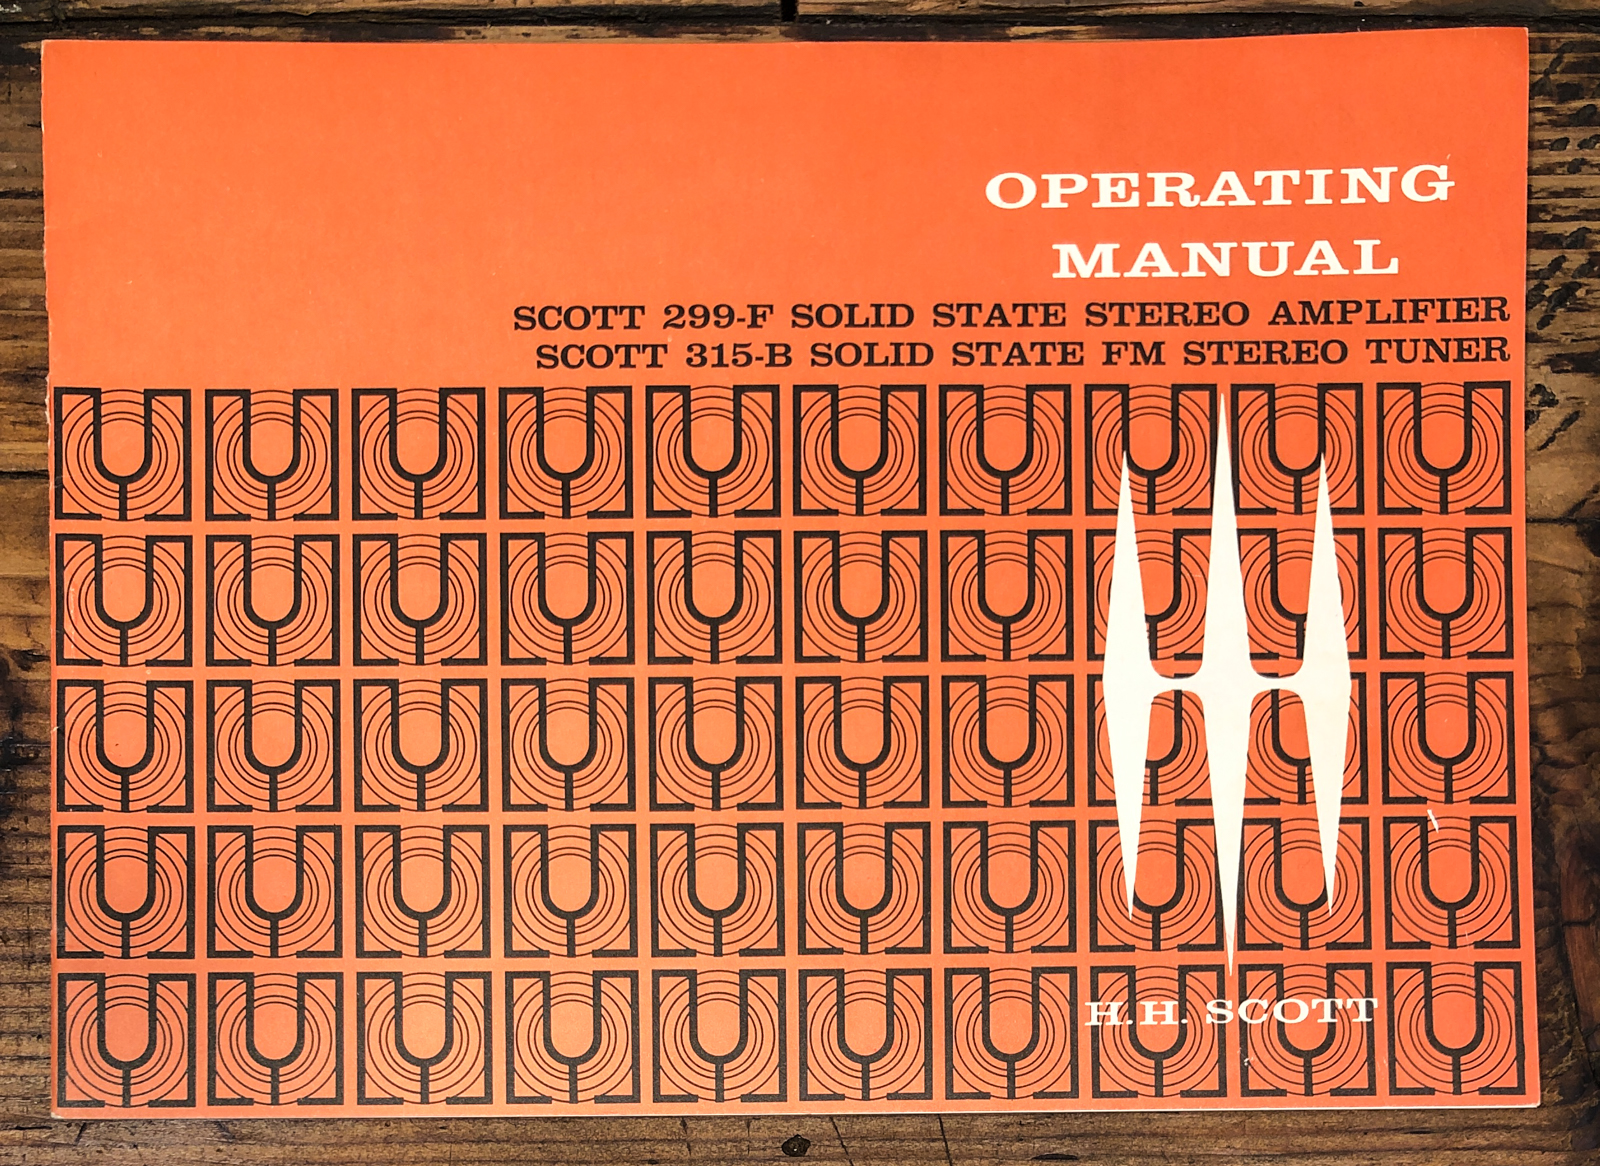 OPERATING
MANUAL
SCOTT 299-F SOLID STATE STEREO AMPLIFIER
SCOTT 315-B SOLID STATE FM STEREO TUNER
H.H. SCOTT